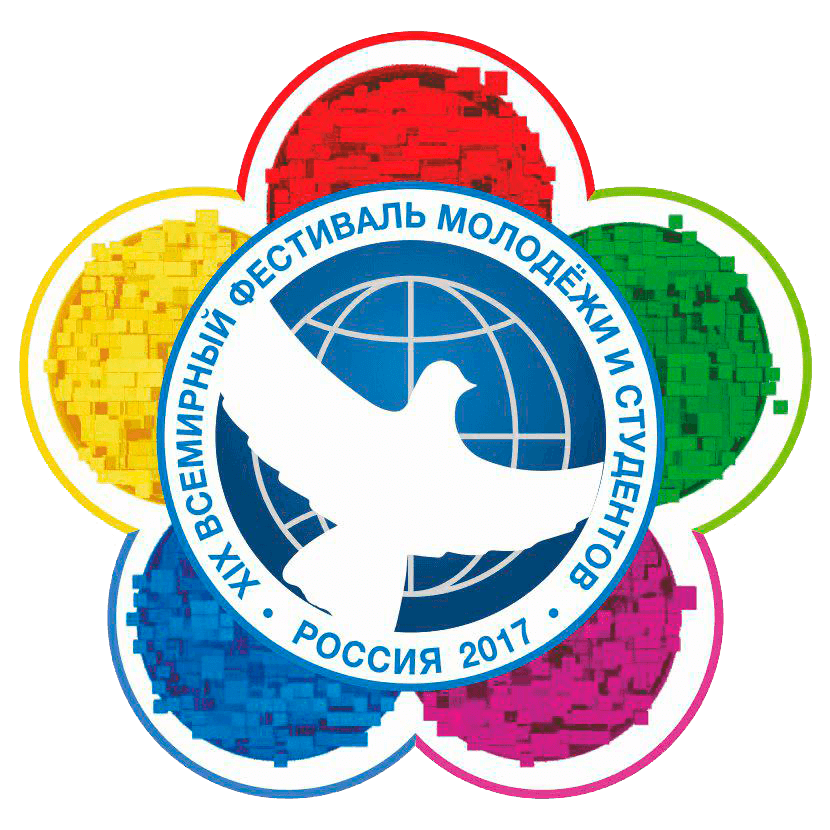 XIX ВСЕМИРНЫЙ ФЕСТИВАЛЬ МОЛОДЁЖИ И СТУДЕНТОВ
• РОССИЯ 2017 •